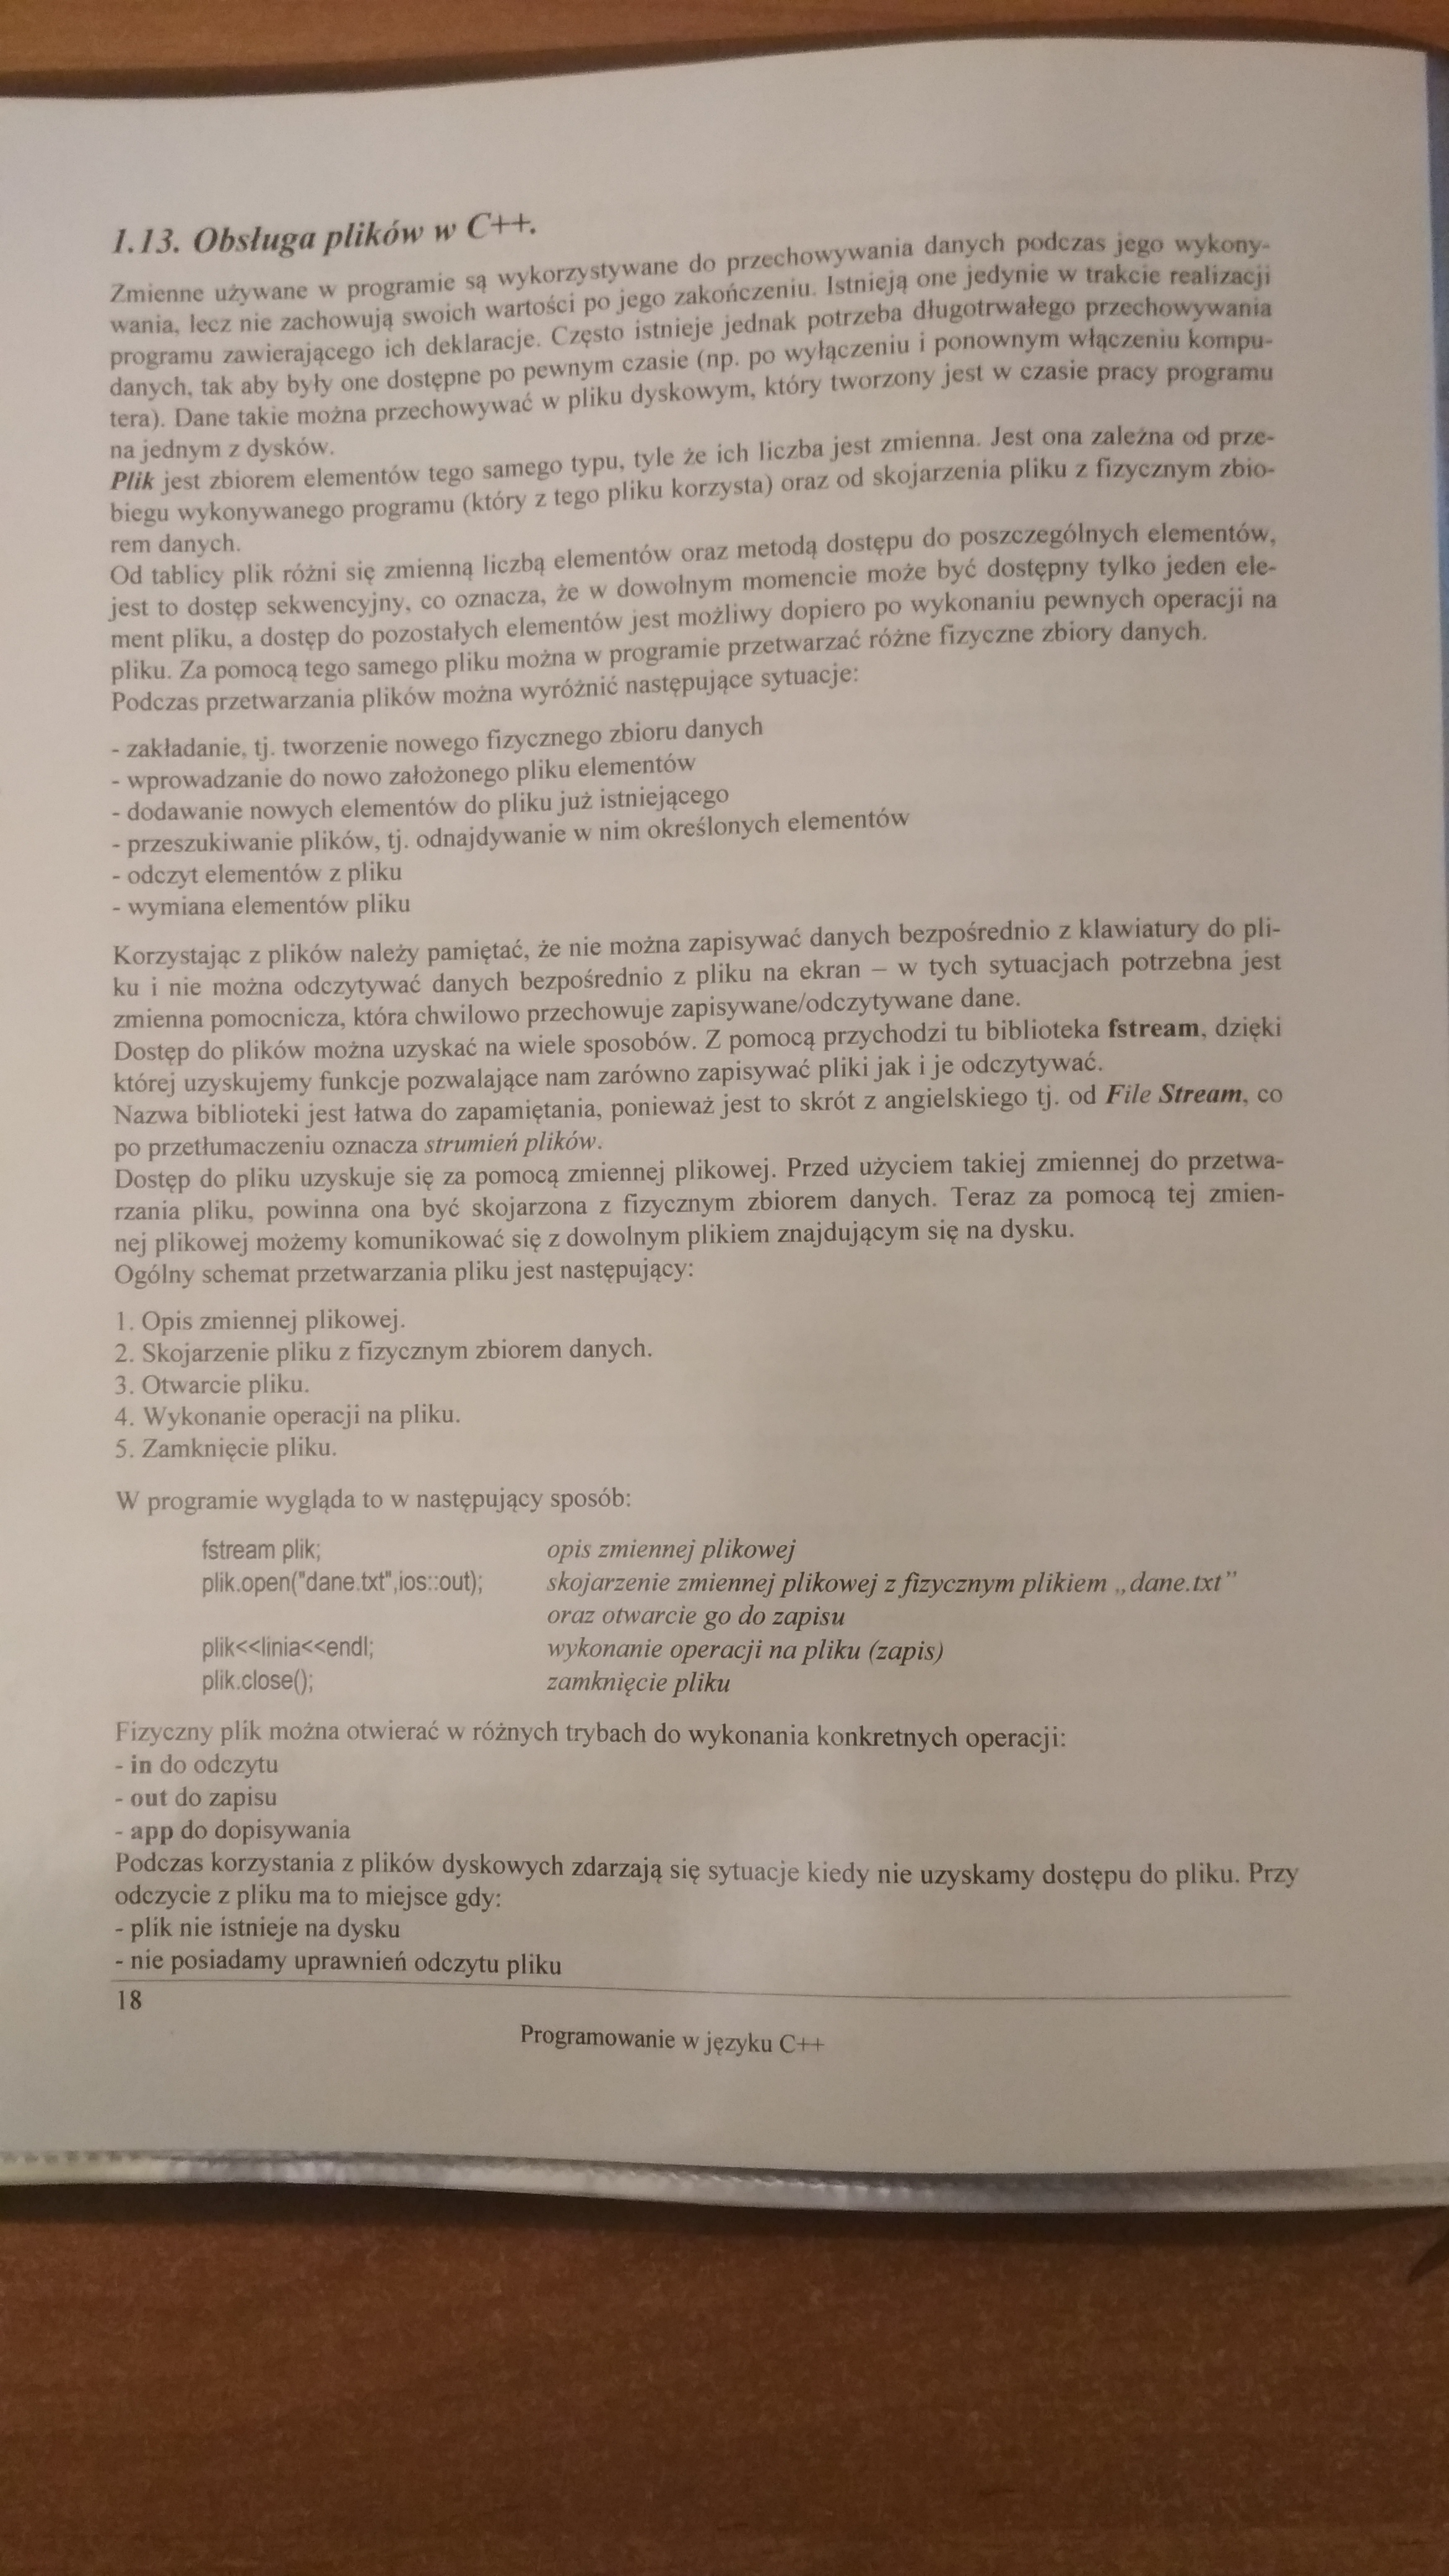 1.13. Obsługa plików w C++.
Zmienne używane w programie są wykorzystywane do przechowywania danych podczas jego wykony-
wania, lecz nie zachowują swoich wartości po jego zakończeniu. Istnieją one jedynie w trakcie realizacji
programu zawierającego ich deklaracje. Często istnieje jednak potrzeba długotrwałego przechowywania
danych, tak aby były one dostępne po pewnym czasie (np. po wyłączeniu i ponownym włączeniu kompu-
tera). Dane takie można przechowywać w pliku dyskowym, który tworzony jest w czasie pracy programu
na jednym z dysków.
Plik jest zbiorem elementów tego samego typu, tyle że ich liczba jest zmienna. Jest ona zależna od prze-
biegu wykonywanego programu (który z tego pliku korzysta) oraz od skojarzenia pliku z fizycznym zbio-
rem danych.
Od tablicy plik różni się zmienną liczbą elementów oraz metodą dostępu do poszczególnych elementów,
jest to dostęp sekwencyjny, co oznacza, że w dowolnym momencie może być dostępny tylko jeden ele-
ment pliku, a dostęp do pozostałych elementów jest możliwy dopiero po wykonaniu pewnych operacji na
pliku. Za pomocą tego samego pliku można w programie przetwarzać różne fizyczne zbiory danych.
Podczas przetwarzania plików można wyróżnić następujące sytuacje:
- zakładanie, tj. tworzenie nowego fizycznego zbioru danych
- wprowadzanie do nowo założonego pliku elementów
- dodawanie nowych elementów do pliku już istniejącego
- przeszukiwanie plików, tj. odnajdywanie w nim określonych elementów
- odczyt elementów z pliku
- wymiana elementów pliku
Korzystając z plików należy pamiętać, że nie można zapisywać danych bezpośrednio z klawiatury do pli-
ku i nie można odczytywać danych bezpośrednio z pliku na ekran – w tych sytuacjach potrzebna jest
zmienna pomocnicza, która chwilowo przechowuje zapisywane/odczytywane dane.
Dostęp do plików można uzyskać na wiele sposobów. Z pomocą przychodzi tu biblioteka fstream, dzięki
której uzyskujemy funkcje pozwalające nam zarówno zapisywać pliki jak i je odczytywać.
Nazwa biblioteki jest łatwa do zapamiętania, ponieważ jest to skrót z angielskiego tj. od File Stream, co
po przetłumaczeniu oznacza strumień plików.
Dostęp do pliku uzyskuje się za pomocą zmiennej plikowej. Przed użyciem takiej zmiennej do przetwa-
rzania pliku, powinna ona być skojarzona z fizycznym zbiorem danych. Teraz za pomocą tej zmien-
nej plikowej możemy komunikować się z dowolnym plikiem znajdującym się na dysku.
Ogólny schemat przetwarzania pliku jest następujący:
1. Opis zmiennej plikowej.
2. Skojarzenie pliku z fizycznym zbiorem danych.
3. Otwarcie pliku.
4. Wykonanie operacji na pliku.
5. Zamknięcie pliku.
W programie wygląda to w następujący sposób:
fstream plik; opis zmiennej plikowej
plik.open("dane.txt",ios::out); skojarzenie zmiennej plikowej z fizycznym plikiem „dane.txt”
oraz otwarcie go do zapisu
plik<<linia<<endl; wykonanie operacji na pliku (zapis)
plik.close(); zamknięcie pliku
Fizyczny plik można otwierać w różnych trybach do wykonania konkretnych operacji:
- in do odczytu
- out do zapisu
- app do dopisywania
Podczas korzystania z plików dyskowych zdarzają się sytuacje kiedy nie uzyskamy dostępu do pliku. Przy
odczycie z pliku ma to miejsce gdy:
- plik nie istnieje na dysku
- nie posiadamy uprawnień odczytu pliku
18
Programowanie w języku C++